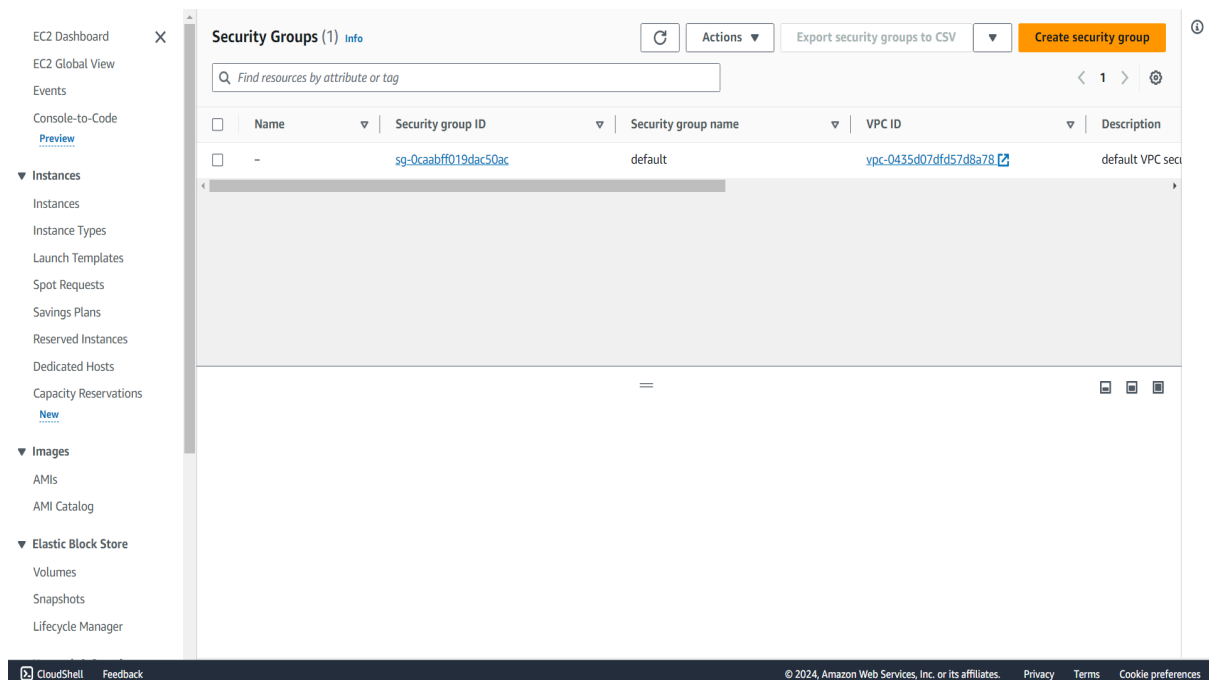 EC2 Dashboard
EC2 Global View
Events
Console-to-Code
Preview
Instances
Instances
Instance Types
Launch Templates
Spot Requests
Savings Plans
Reserved Instances
Dedicated Hosts
Capacity Reservations
New
Images
AMIs
AMI Catalog
Elastic Block Store
Volumes
Snapshots
Lifecycle Manager
Security Groups (1) Info
Actions
Export security groups to CSV
Create security group
Find resources by attribute or tag
1
Name Security group ID Security group name VPC ID Description
– sg-0caabff019dac50ac default vpc-0435d07dfd57d8a78 default VPC secu
CloudShell Feedback © 2024, Amazon Web Services, Inc. or its affiliates. Privacy Terms Cookie preferences